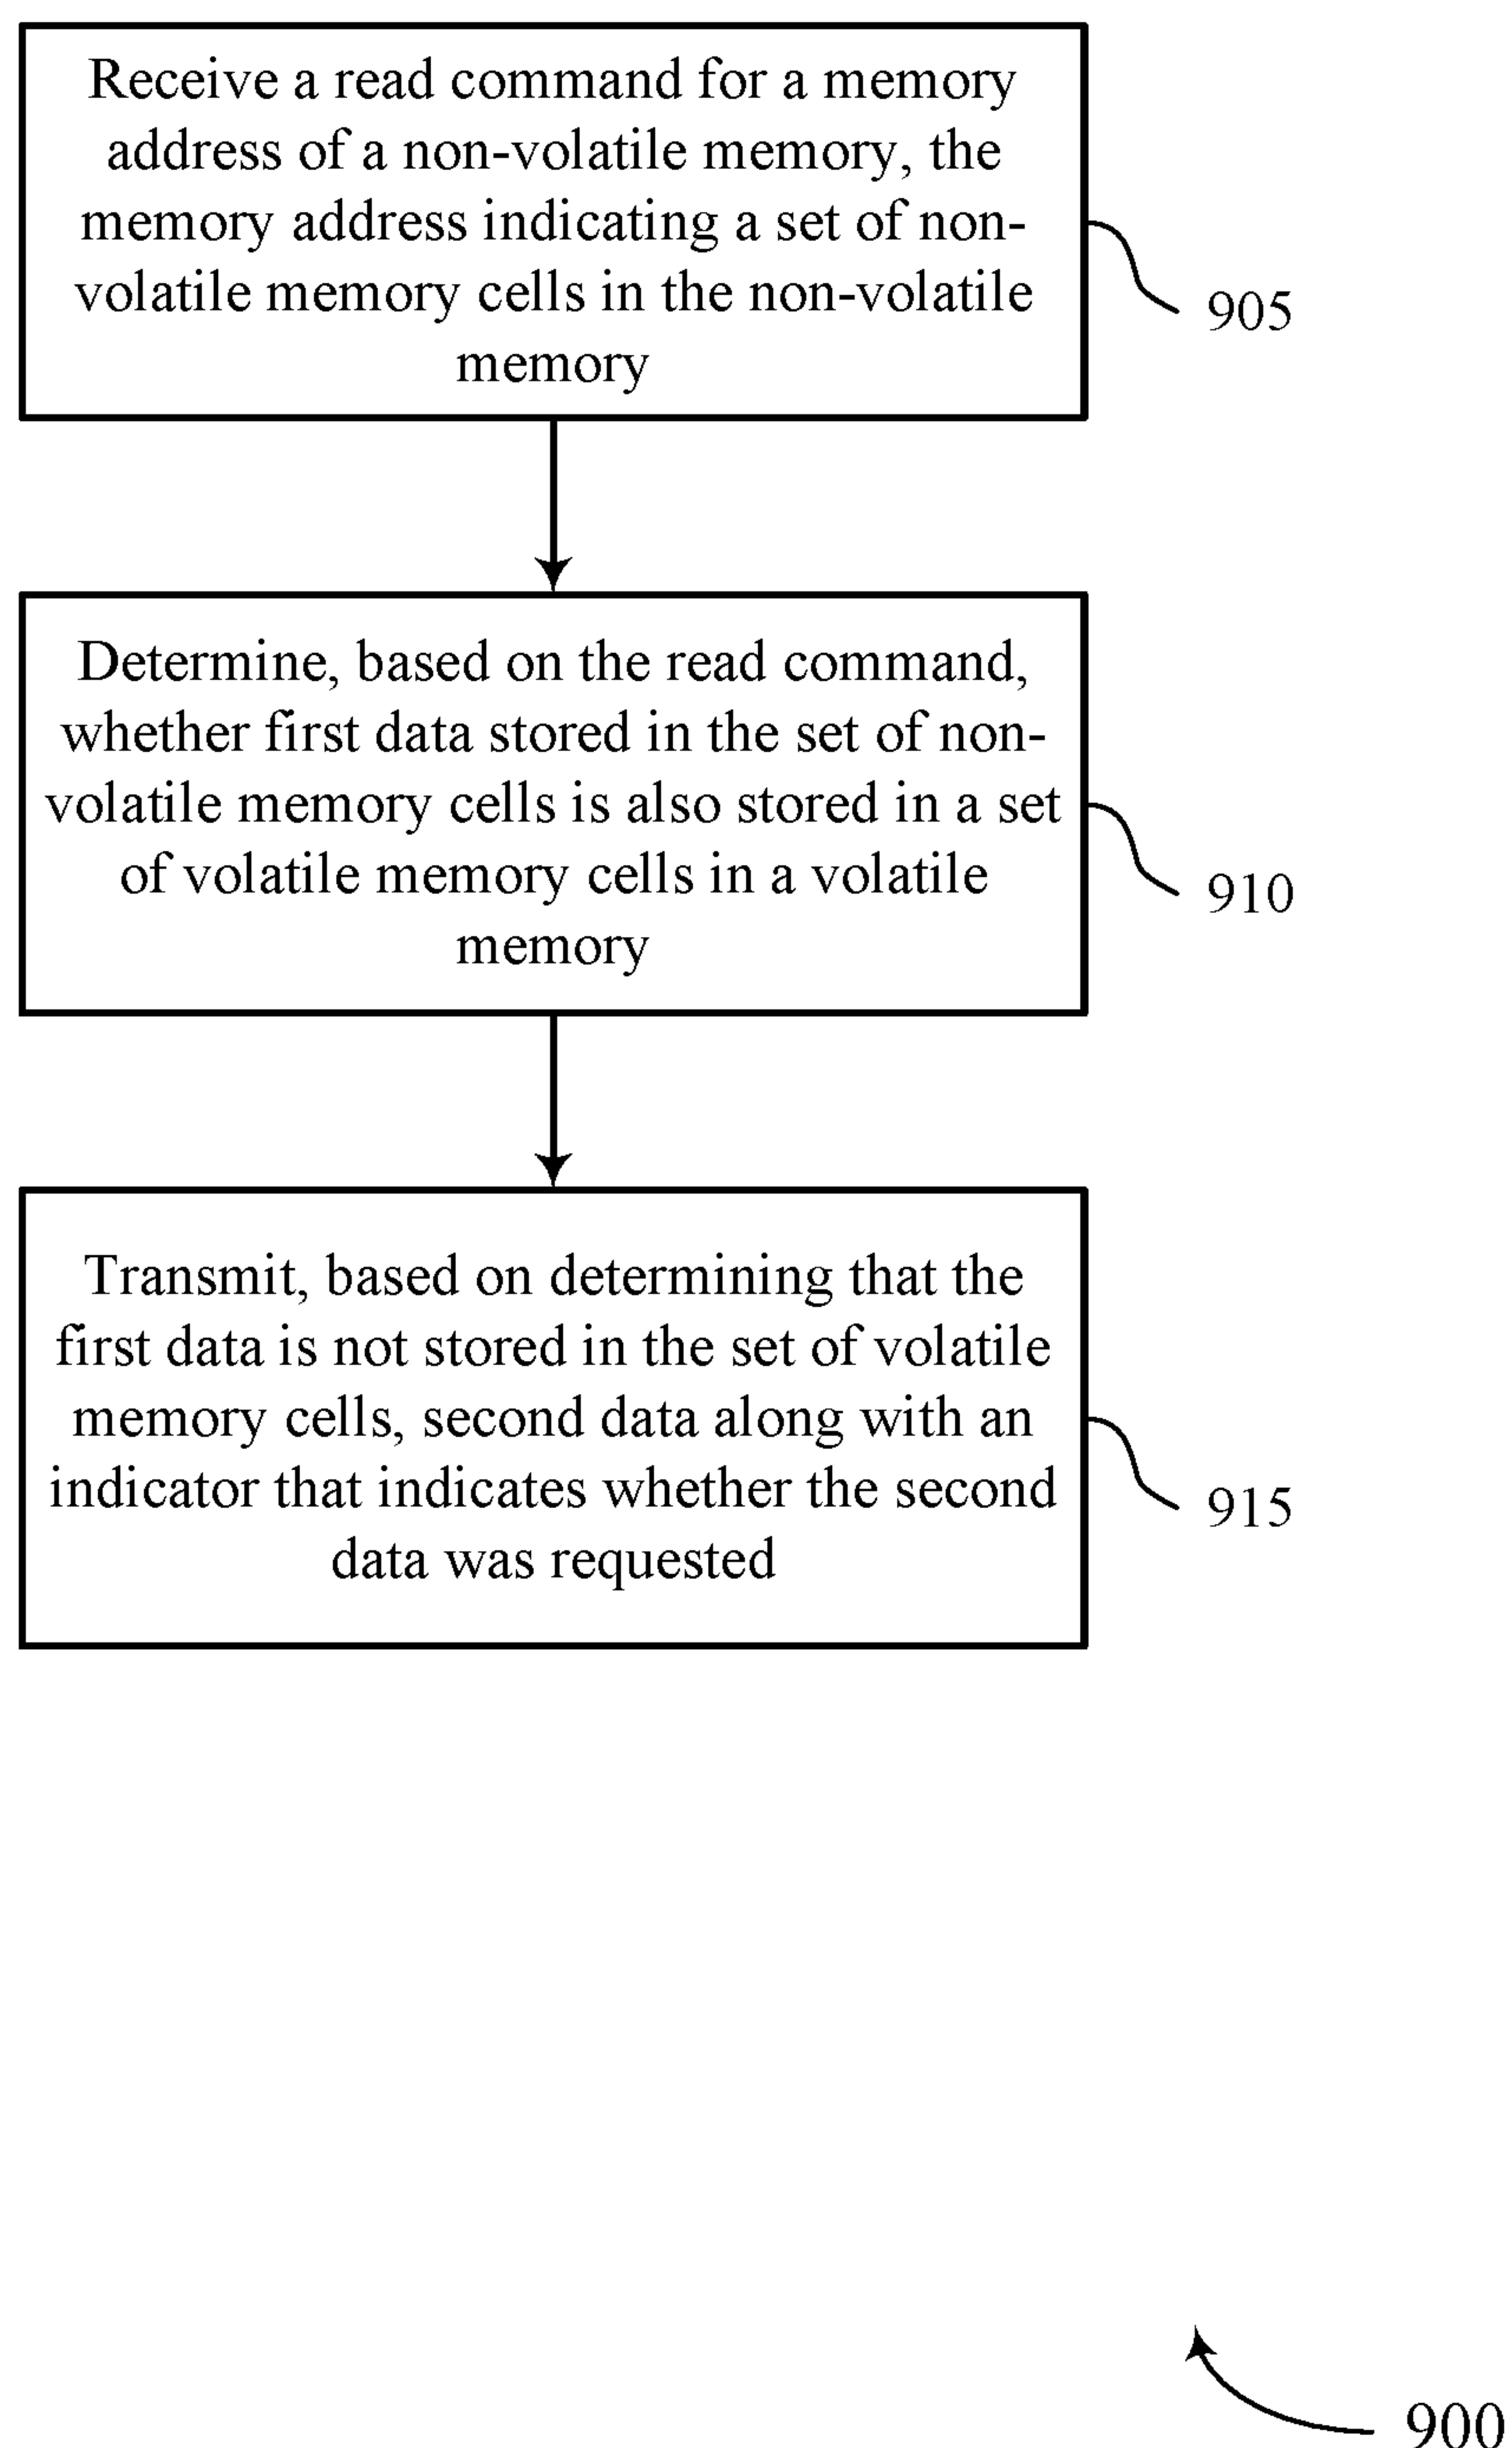 Receive a read command for a memory
address of a non-volatile memory, the
memory address indicating a set of non-
volatile memory cells in the non-volatile
memory
905
Determine, based on the read command,
whether first data stored in the set of non-
volatile memory cells is also stored in a set
of volatile memory cells in a volatile
memory
910
Transmit, based on determining that the
first data is not stored in the set of volatile
memory cells, second data along with an
indicator that indicates whether the second
data was requested
915
900